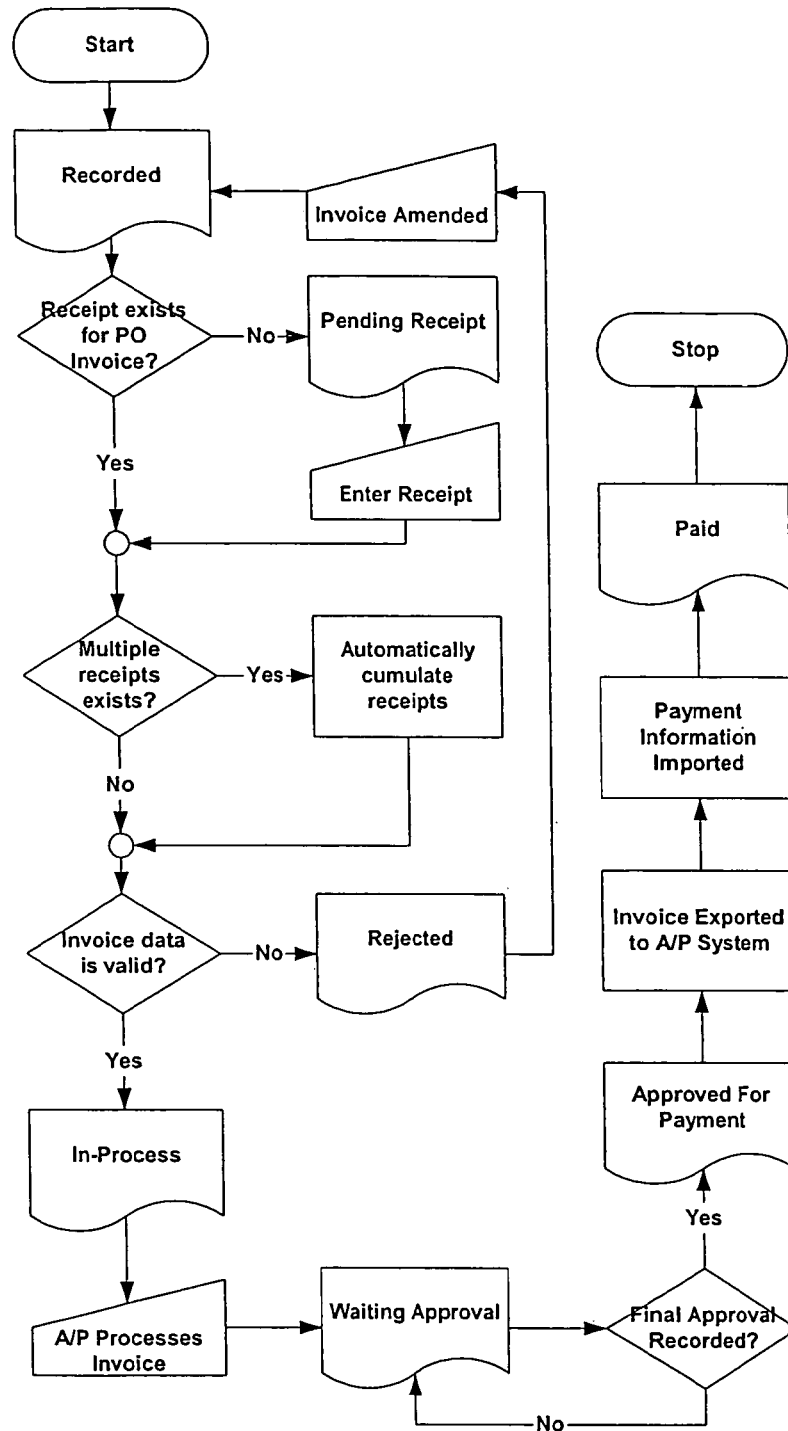 Start
Recorded
Invoice Amended
Receipt exists
for PO
Invoice?
No
Pending Receipt
Yes
Enter Receipt
Multiple
receipts
exists?
Yes
Automatically
cumulate
receipts
No
Invoice data
is valid?
No
Rejected
Yes
In-Process
A/P Processes
Invoice
Waiting Approval
Final Approval
Recorded?
No
Yes
Approved For
Payment
Invoice Exported
to A/P System
Payment
Information
Imported
Paid
Stop